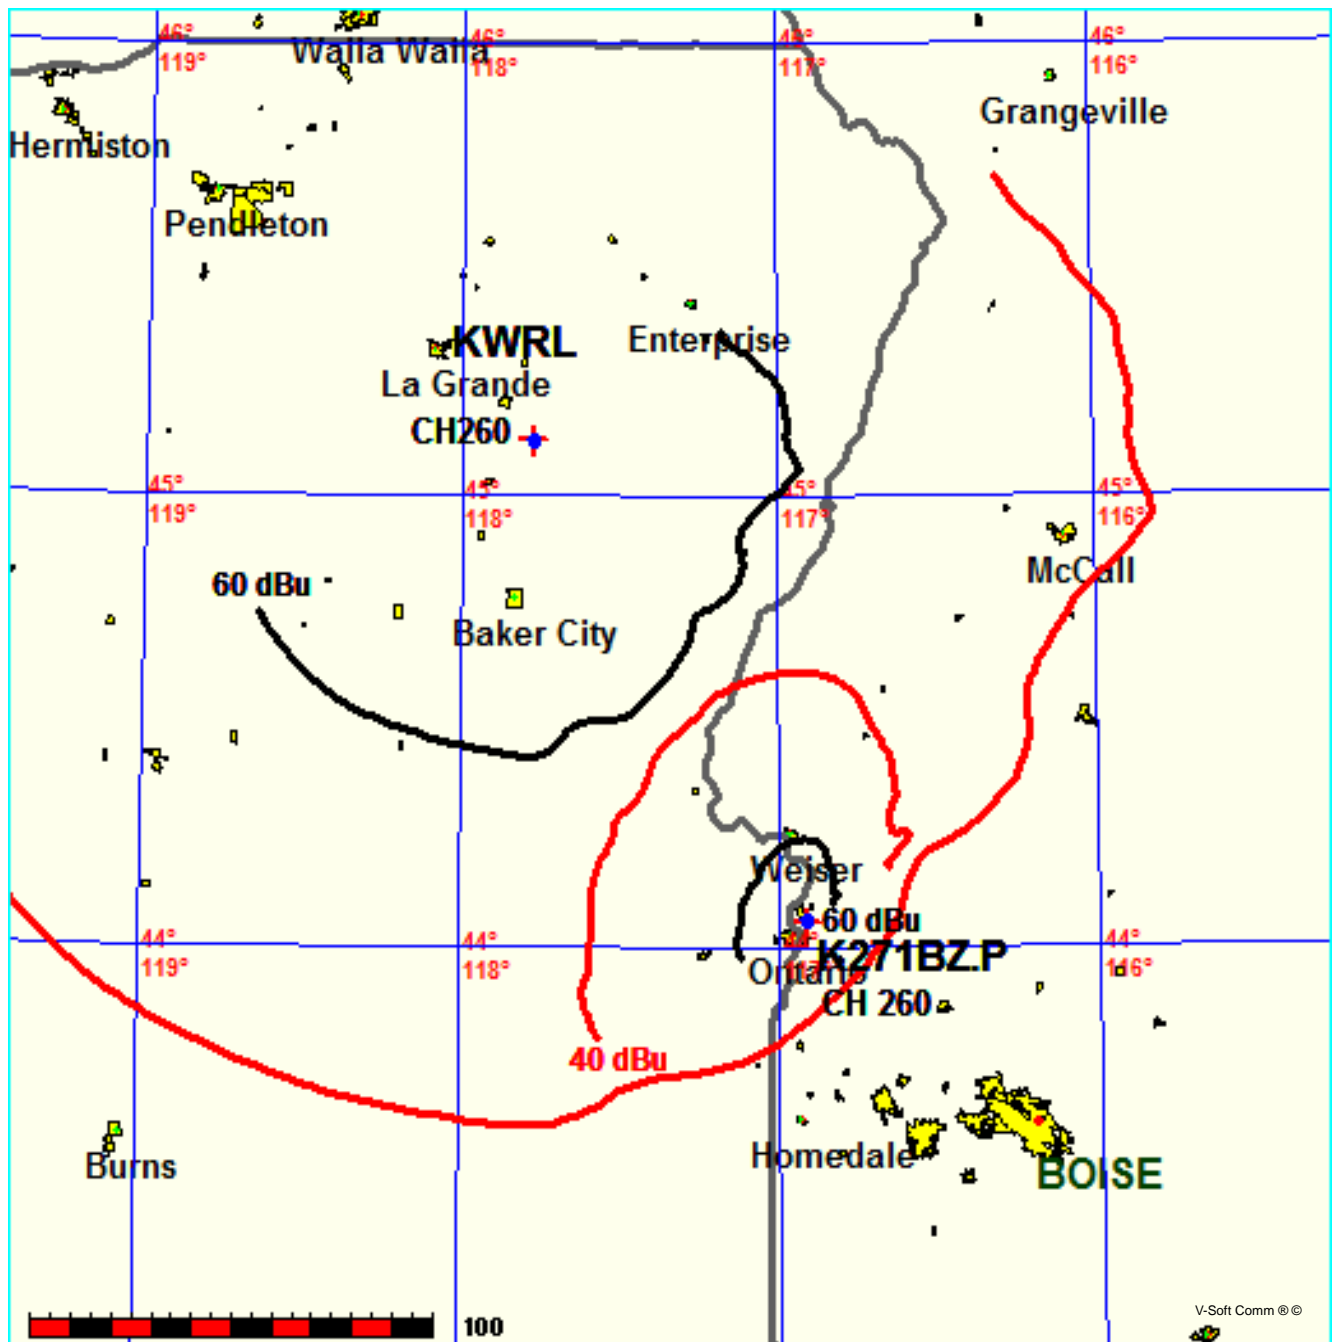 46°
119°
Walla Walla
46°
118°
117°
46°
116°
Grangeville
Hermiston
Pendleton
KWRL
Enterprise
La Grande
CH260
45°
119°
45°
118°
45°
117°
45°
116°
McCall
60 dBu
Baker City
Weiser
60 dBu
44°
119°
44°
118°
K271BZ.P
44°
116°
Ontario
CH 260
40 dBu
Homedale
BOISE
Burns
V-Soft Comm ® ©
100